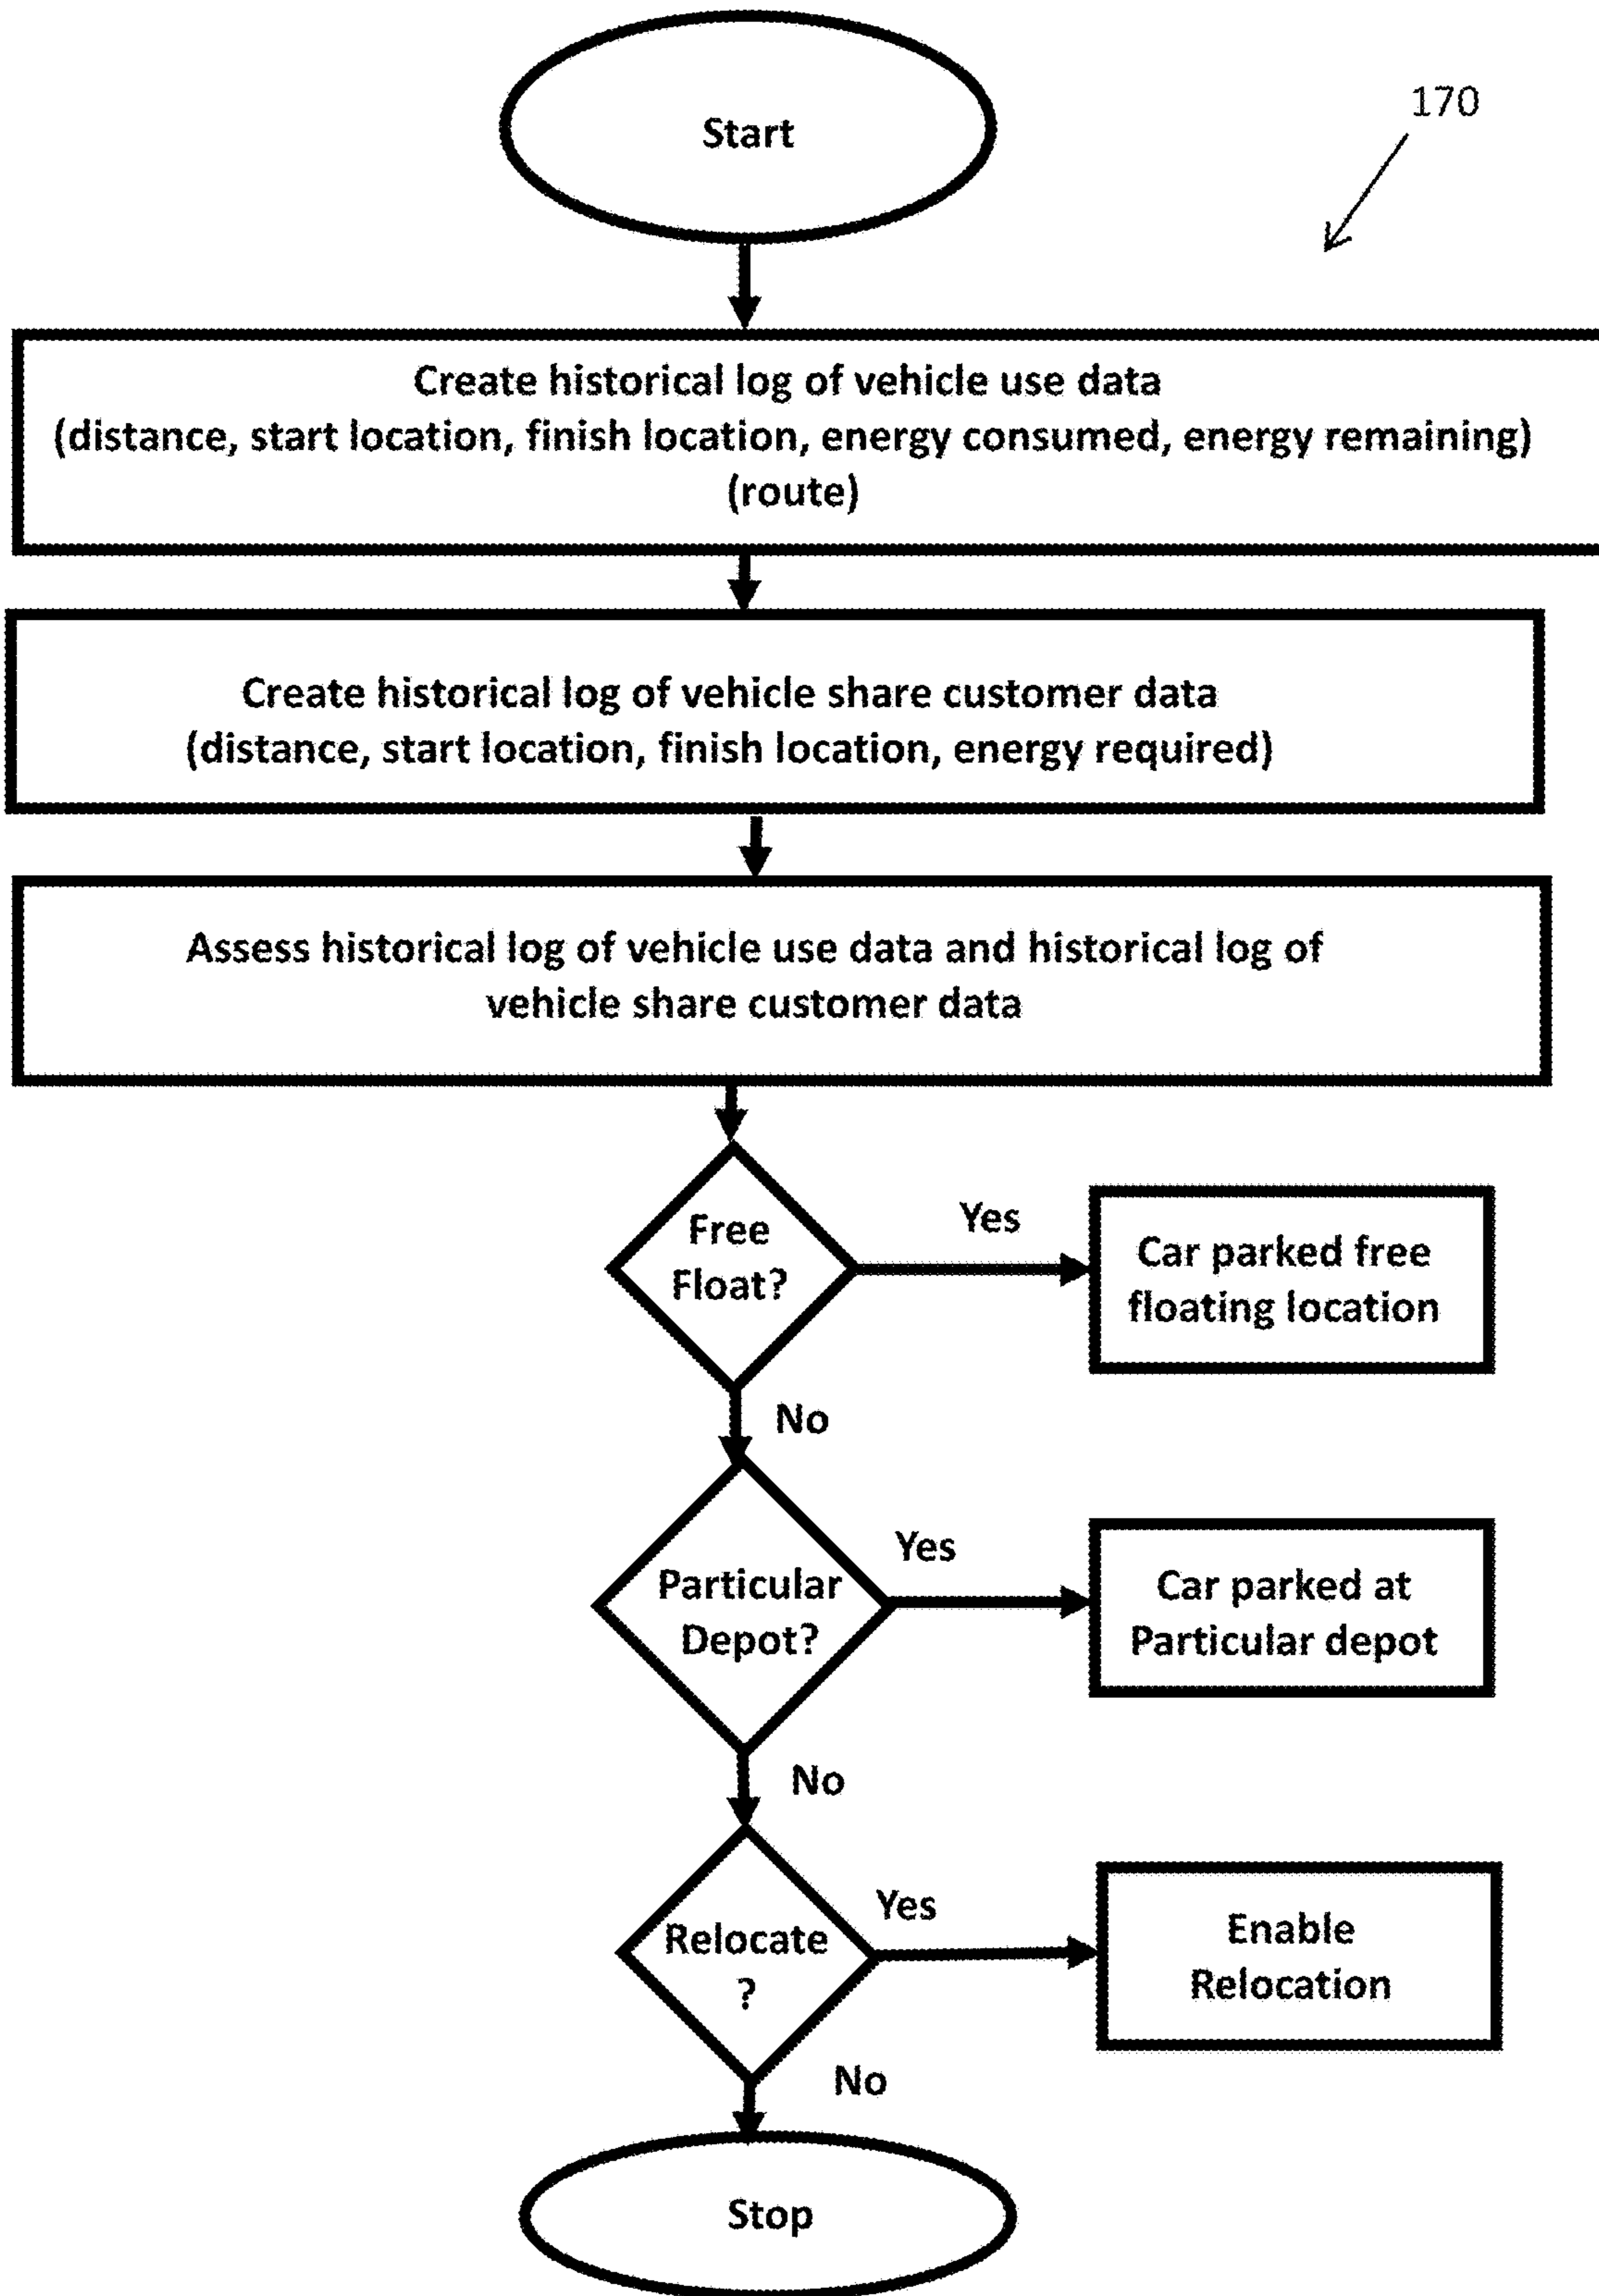 Start
170
Create historical log of vehicle use data
(distance, start location, finish location, energy consumed, energy remaining)
(route)
Create historical log of vehicle share customer data
(distance, start location, finish location, energy required)
Assess historical log of vehicle use data and historical log of
vehicle share customer data
Free
Float?
Yes
Car parked free
floating location
No
Particular
Depot?
Yes
Car parked at
Particular depot
No
Relocate
?
Yes
Enable
Relocation
No
Stop